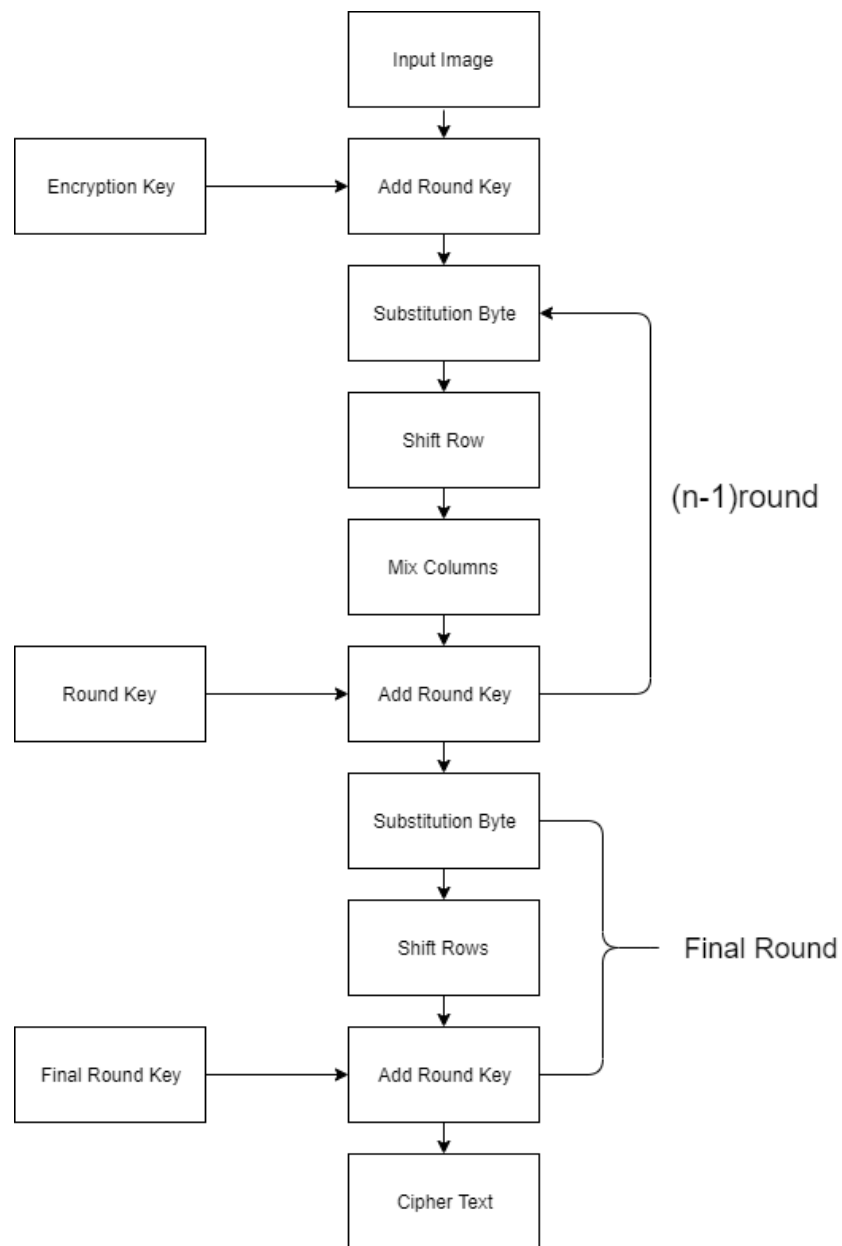 Input Image
Encryption Key
Add Round Key
Substitution Byte
Shift Row
(n-1)round
Mix Columns
Round Key
Add Round Key
Substitution Byte
Shift Rows
Final Round
Final Round Key
Add Round Key
Cipher Text